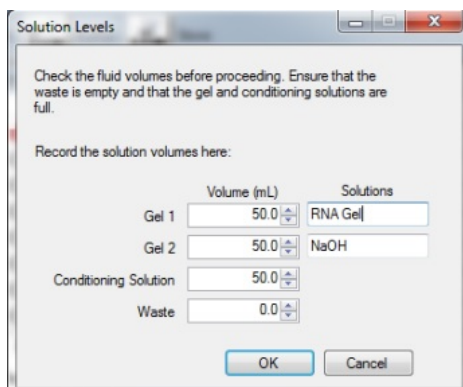 Solution Levels
Check the fluid volumes before proceeding. Ensure that the
waste is empty and that the gel and conditioning solutions are
full.
Record the solution volumes here:
Volume (mL) Solutions
Gel 1 50.0 RNA Gel
Gel 2 50.0 NaOH
Conditioning Solution 50.0
Waste 0.0
OK Cancel